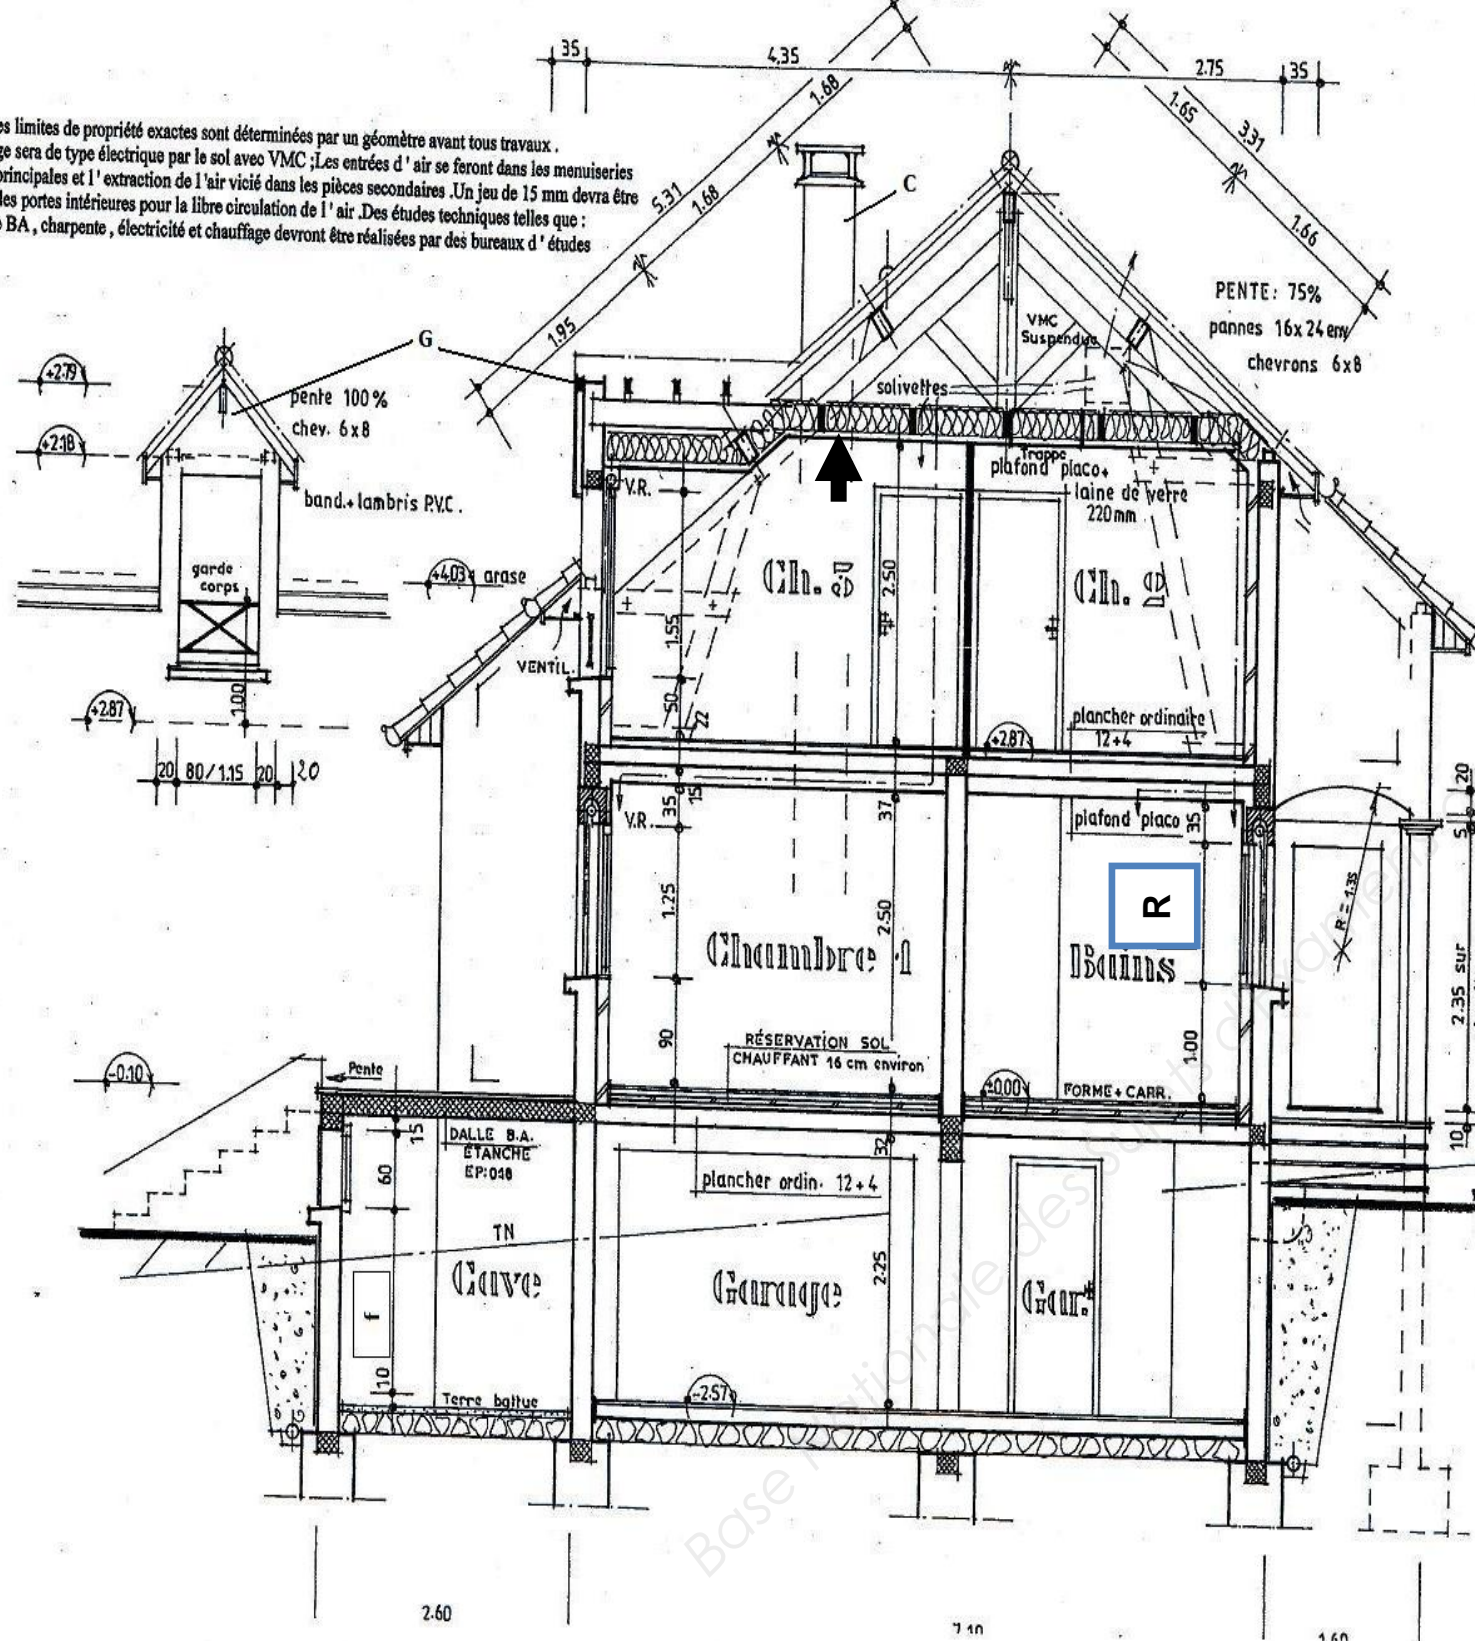 35
4.35
2.75
35
1.68
1.65
3.31
5.31
1.68
1.66
1.95
es limites de propriété exactes sont déterminées par un géomètre avant tous travaux .
ge sera de type électrique par le sol avec VMC ;Les entrées d ' air se feront dans les menuiseries
principales et l ' extraction de l 'air vicié dans les pièces secondaires .Un jeu de 15 mm devra être
les portes intérieures pour la libre circulation de l ' air .Des études techniques telles que :
BA , charpente , électricité et chauffage devront être réalisées par des bureaux d ' études
C
G
PENTE: 75%
pannes 16x24 env
chevrons 6x8
VMC
Suspendue
solivettes
+2.79
pente 100%
chev. 6x8
+2.18
band.+lambris P.V.C.
garde
corps
1.00
+2.87
20 80/1.15 20 20
+4.03 arase
VENTIL.
V.R.
Trappe
plafond placo+
laine de verre
220mm
Ch. 3
2.50
Ch. 2
1.55
50
22
+2.87
plancher ordinaire
12+4
35
15
V.R.
37
plafond placo
35
20
5
R
R = 1.35
1.25
2.50
Chambre 1
Bains
2.35 sur
90
RÉSERVATION SOL
CHAUFFANT 16 cm environ
1.00
±0.00
FORME + CARR.
-0.10
Pente
15
DALLE B.A.
ÉTANCHE
32
10
60
plancher ordin. 12+4
TN
Cave
Garage
2.25
Gar.
f
10
Terre battue
-2.57
2.60
7.10
1.60
Base Nationale des Sujets d'Examens